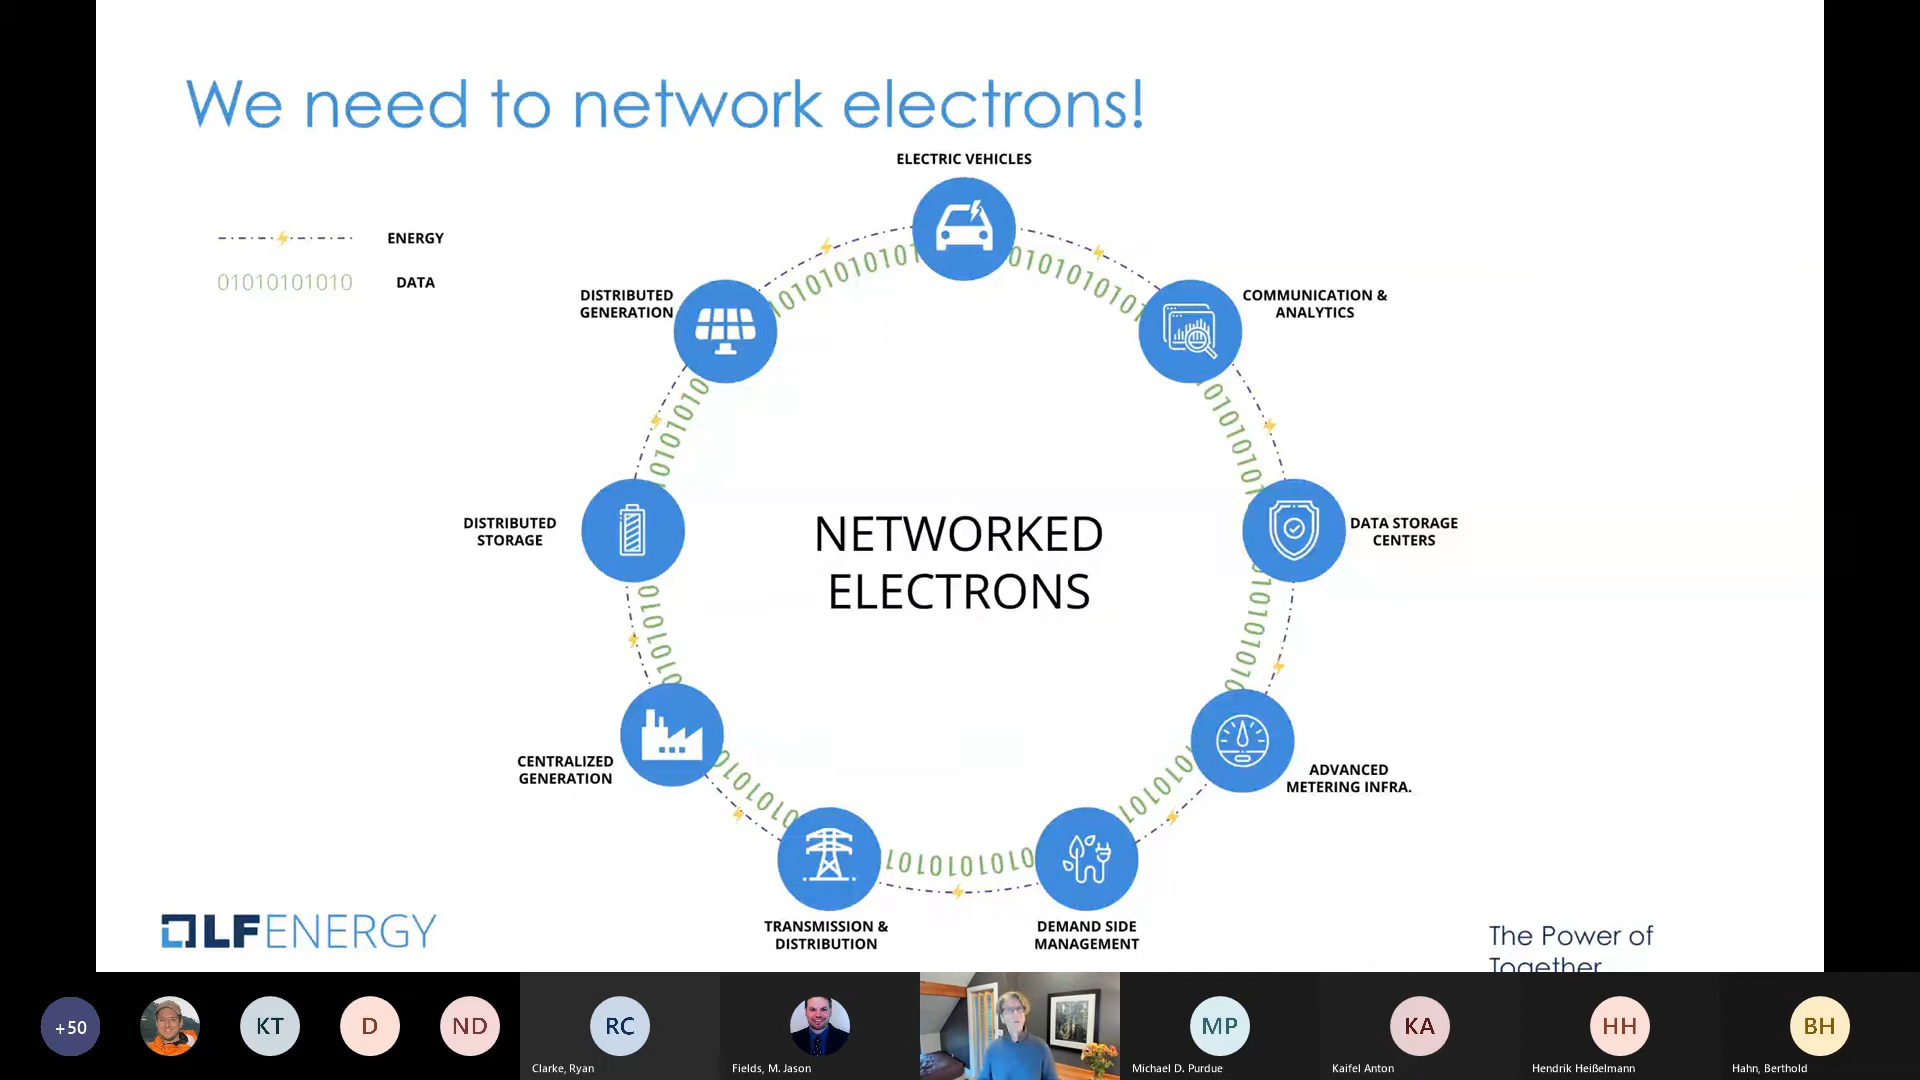 We need to network electrons!
ELECTRIC VEHICLES
ENERGY
01010101010
DATA
DISTRIBUTED
GENERATION
COMMUNICATION &
ANALYTICS
DISTRIBUTED
STORAGE
DATA STORAGE
CENTERS
NETWORKED
ELECTRONS
CENTRALIZED
GENERATION
ADVANCED
METERING INFRA.
TRANSMISSION &
DISTRIBUTION
DEMAND SIDE
MANAGEMENT
LFENERGY
The Power of
Together
+50
KT
D
ND
RC
MP
KA
HH
BH
Clarke, Ryan
Fields, M. Jason
Michael D. Purdue
Kaifel Anton
Hendrik Heißelmann
Hahn, Berthold